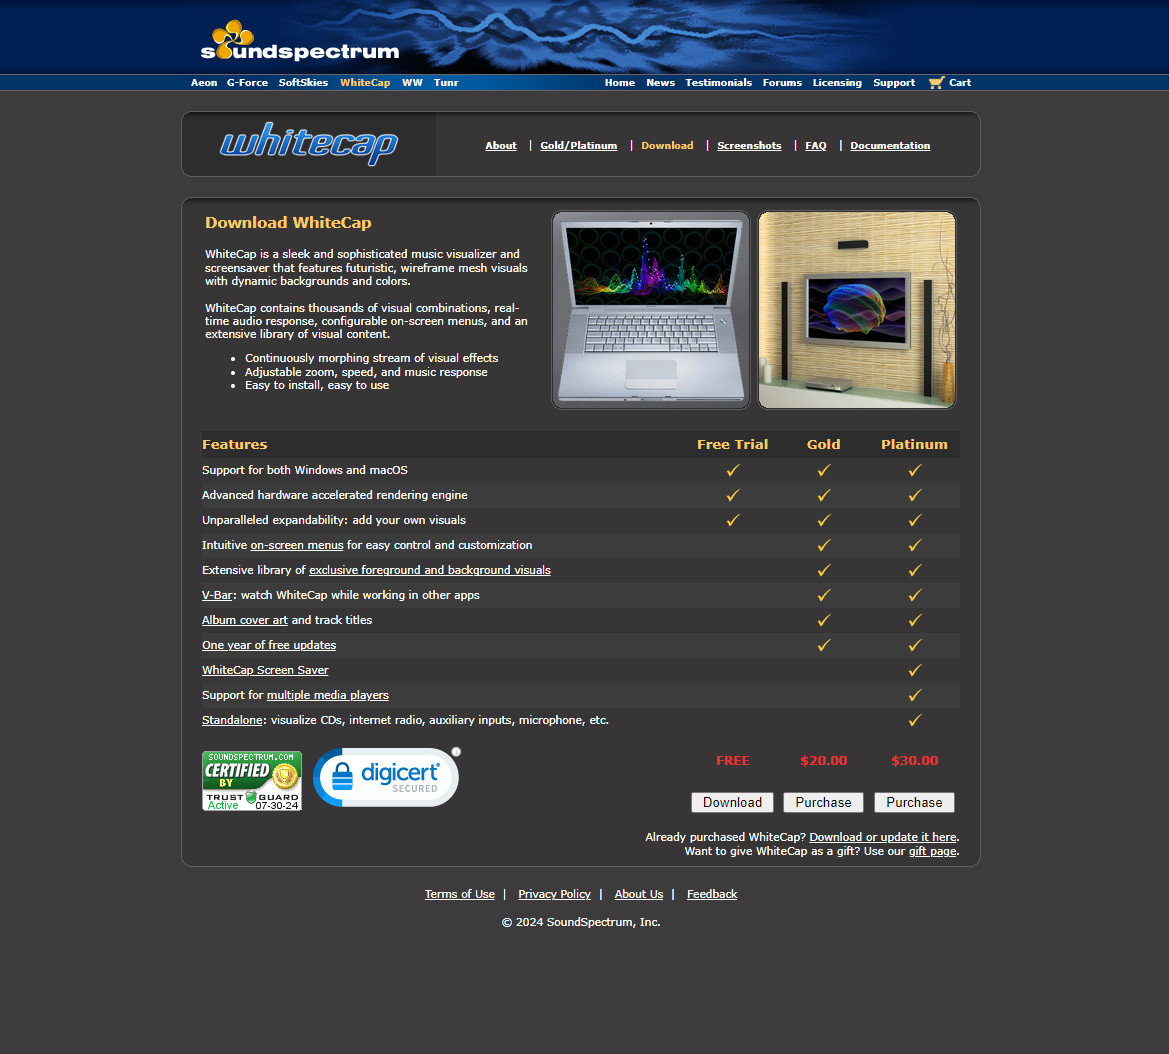 soundspectrum
Aeon G-Force SoftSkies WhiteCap WW Tunr Home News Testimonials Forums Licensing Support Cart
whitecap
About | Gold/Platinum | Download | Screenshots | FAQ | Documentation
Download WhiteCap
WhiteCap is a sleek and sophisticated music visualizer and
screensaver that features futuristic, wireframe mesh visuals
with dynamic backgrounds and colors.
WhiteCap contains thousands of visual combinations, real-
time audio response, configurable on-screen menus, and an
extensive library of visual content.
• Continuously morphing stream of visual effects
• Adjustable zoom, speed, and music response
• Easy to install, easy to use
Features Free Trial Gold Platinum
Support for both Windows and macOS
Advanced hardware accelerated rendering engine
Unparalleled expandability: add your own visuals
Intuitive on-screen menus for easy control and customization
Extensive library of exclusive foreground and background visuals
V-Bar: watch WhiteCap while working in other apps
Album cover art and track titles
One year of free updates
WhiteCap Screen Saver
Support for multiple media players
Standalone: visualize CDs, internet radio, auxiliary inputs, microphone, etc.
SOUNDSPECTRUM.COM
CERTIFIED
BY
TRUST GUARD
Active 07-30-24
digicert
SECURED
FREE $20.00 $30.00
Download Purchase Purchase
Already purchased WhiteCap? Download or update it here.
Want to give WhiteCap as a gift? Use our gift page.
Terms of Use | Privacy Policy | About Us | Feedback
© 2024 SoundSpectrum, Inc.